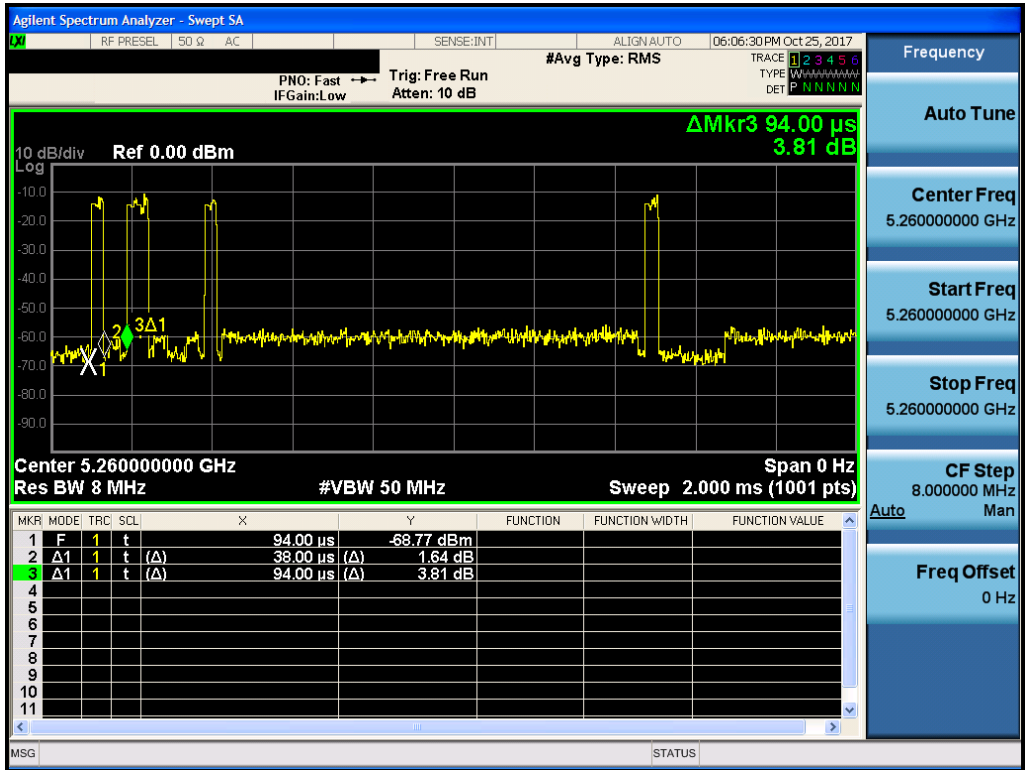 Agilent Spectrum Analyzer - Swept SA
LXI RF PRESEL 50 Ω AC SENSE:INT ALIGN AUTO 06:06:30 PM Oct 25, 2017
#Avg Type: RMS
TRACE 1 2 3 4 5 6
TYPE W
DET P N N N N N
PNO: Fast Trig: Free Run
IFGain:Low Atten: 10 dB
ΔMkr3 94.00 µs
3.81 dB
10 dB/div Ref 0.00 dBm
Log
-10.0
-20.0
-30.0
-40.0
-50.0
-60.0
-70.0
-80.0
-90.0
2 3Δ1
1
Center 5.260000000 GHz Span 0 Hz
Res BW 8 MHz #VBW 50 MHz Sweep 2.000 ms (1001 pts)
MKR MODE TRC SCL X Y FUNCTION FUNCTION WIDTH FUNCTION VALUE
1 F 1 t 94.00 µs -68.77 dBm
2 Δ1 1 t (Δ) 38.00 µs (Δ) 1.64 dB
3 Δ1 1 t (Δ) 94.00 µs (Δ) 3.81 dB
4
5
6
7
8
9
10
11
MSG STATUS
Frequency
Auto Tune
Center Freq
5.260000000 GHz
Start Freq
5.260000000 GHz
Stop Freq
5.260000000 GHz
CF Step
8.000000 MHz
Auto Man
Freq Offset
0 Hz